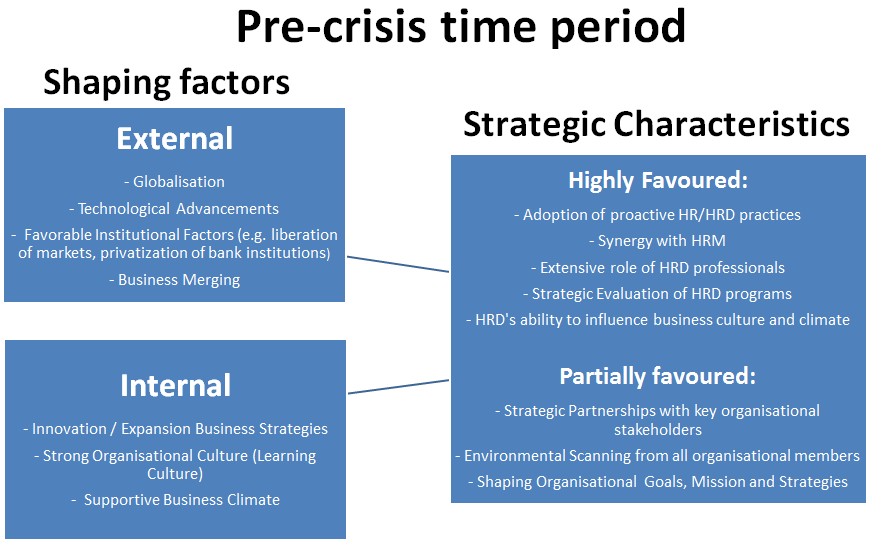 Pre-crisis time period
Shaping factors
External
- Globalisation
- Technological Advancements
- Favorable Institutional Factors (e.g. liberation
of markets, privatization of bank institutions)
- Business Merging
Internal
- Innovation / Expansion Business Strategies
- Strong Organisational Culture (Learning
Culture)
- Supportive Business Climate
Strategic Characteristics
Highly Favoured:
- Adoption of proactive HR/HRD practices
- Synergy with HRM
- Extensive role of HRD professionals
- Strategic Evaluation of HRD programs
- HRD's ability to influence business culture and climate
Partially favoured:
- Strategic Partnerships with key organisational
stakeholders
- Environmental Scanning from all organisational members
- Shaping Organisational Goals, Mission and Strategies